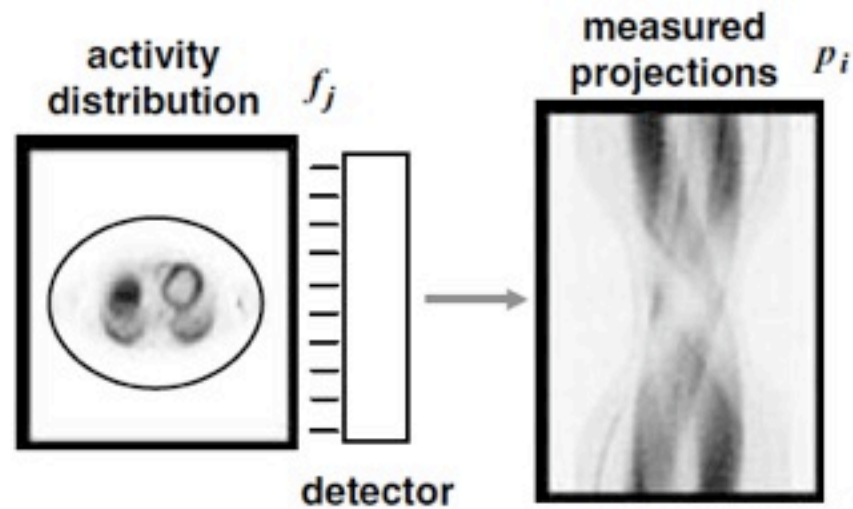 activity
distribution f_j
measured
projections p_i
detector